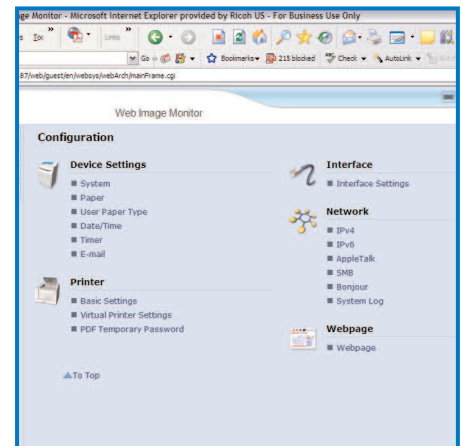 ge Monitor - Microsoft Internet Explorer provided by Ricoh US - For Business Use Only
Links
Go
Bookmarks
215 blocked
Check
AutoLink
87/web/guest/en/websys/webArch/mainFrame.cgi
Web Image Monitor
Configuration
Device Settings
System
Paper
User Paper Type
Date/Time
Timer
E-mail
Printer
Basic Settings
Virtual Printer Settings
PDF Temporary Password
To Top
Interface
Interface Settings
Network
IPv4
IPv6
AppleTalk
SMB
Bonjour
System Log
Webpage
Webpage